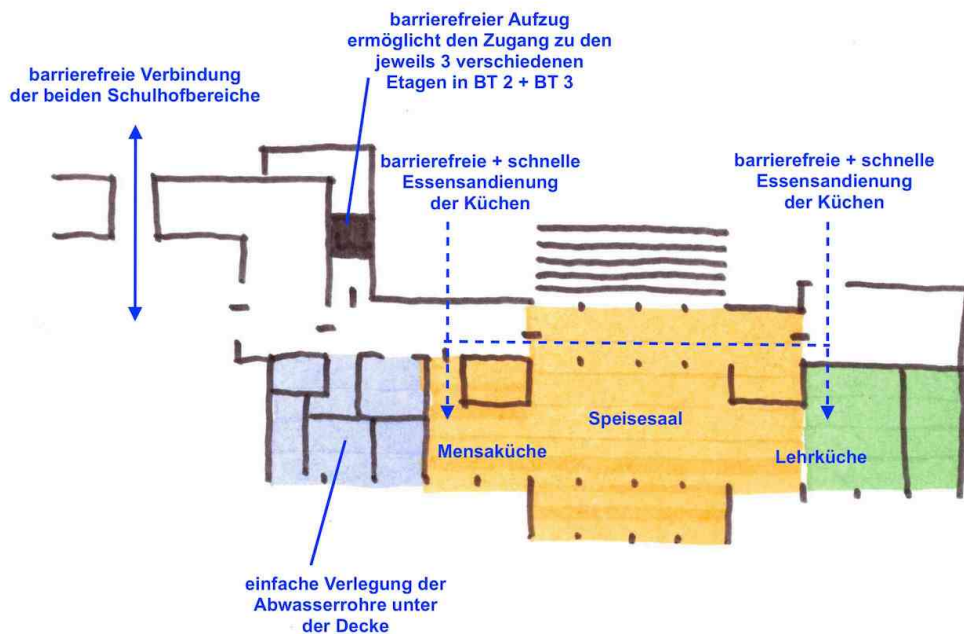 barrierefreier Aufzug
ermöglicht den Zugang zu den
jeweils 3 verschiedenen
Etagen in BT 2 + BT 3
barrierefreie Verbindung
der beiden Schulhofbereiche
barrierefreie + schnelle
Essensandienung
der Küchen
barrierefreie + schnelle
Essensandienung
der Küchen
Speisesaal
Mensaküche
Lehrküche
einfache Verlegung der
Abwasserrohre unter
der Decke